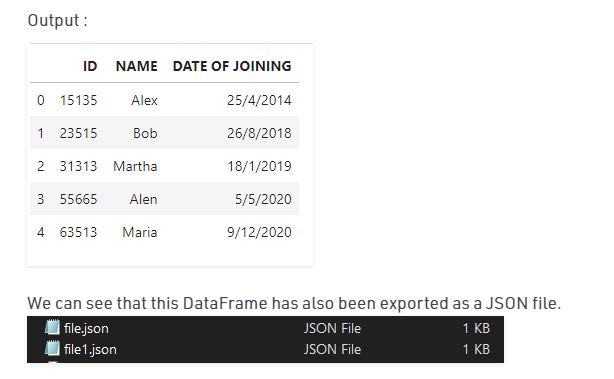 Output :
ID NAME DATE OF JOINING
0 15135 Alex 25/4/2014
1 23515 Bob 26/8/2018
2 31313 Martha 18/1/2019
3 55665 Alen 5/5/2020
4 63513 Maria 9/12/2020
We can see that this DataFrame has also been exported as a JSON file.
file.json JSON File 1 KB
file1.json JSON File 1 KB